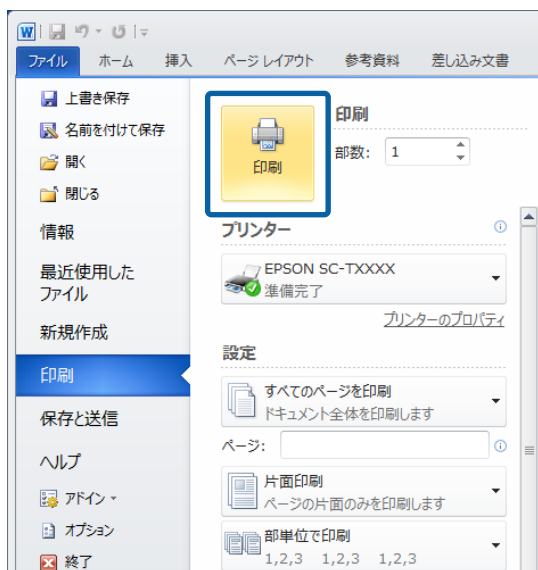 W
ファイル ホーム 挿入 ページ レイアウト 参考資料 差し込み文書
上書き保存
名前を付けて保存
開く
閉じる
情報
最近使用した
ファイル
新規作成
印刷
保存と送信
ヘルプ
アドイン
オプション
終了
印刷
印刷
部数: 1
プリンター
EPSON SC-TXXXX
準備完了
プリンターのプロパティ
設定
すべてのページを印刷
ドキュメント全体を印刷します
ページ:
片面印刷
ページの片面のみを印刷します
部単位で印刷
1,2,3 1,2,3 1,2,3